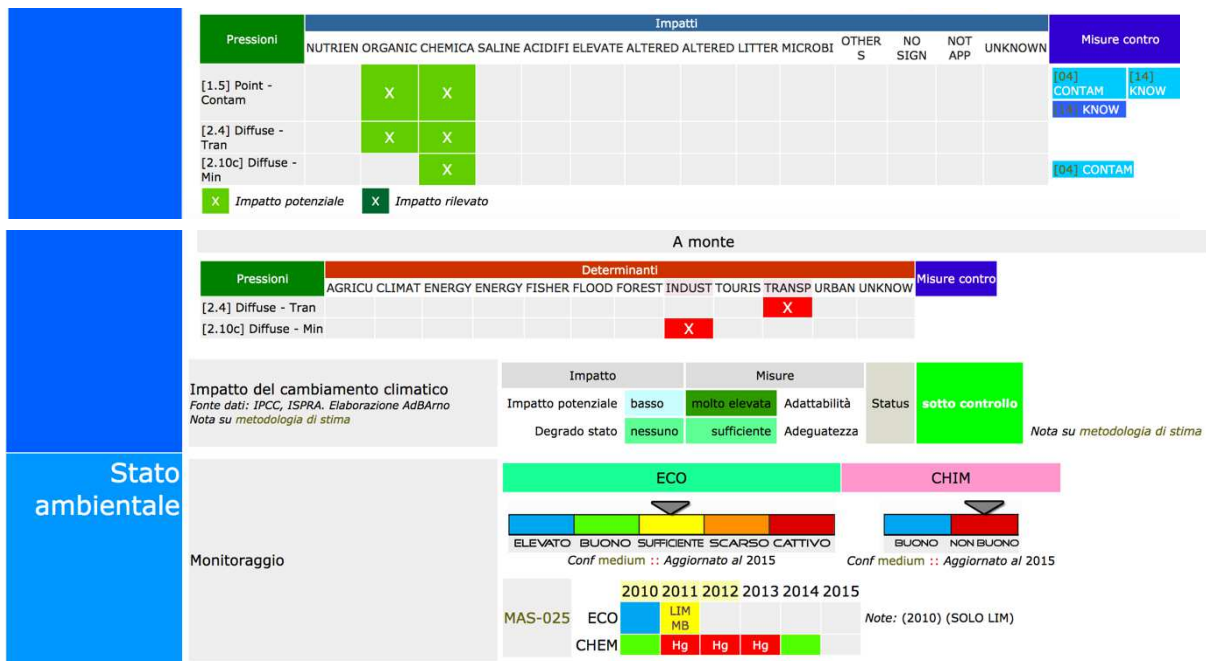 Impatti
Pressioni
Misure contro
NUTRIEN ORGANIC CHEMICA SALINE ACIDIFI ELEVATE ALTERED ALTERED LITTER MICROBI OTHER S NO SIGN NOT APP UNKNOWN
[1.5] Point - Contam X X [04] CONTAM [14] KNOW
KNOW
[2.4] Diffuse - Tran X X
[2.10c] Diffuse - Min X [04] CONTAM
X Impatto potenziale X Impatto rilevato
A monte
Determinanti
Pressioni
Misure contro
AGRICU CLIMAT ENERGY ENERGY FISHER FLOOD FOREST INDUST TOURIS TRANSP URBAN UNKNOW
[2.4] Diffuse - Tran X
[2.10c] Diffuse - Min X
Impatto del cambiamento climatico
Fonte dati: IPCC, ISPRA. Elaborazione AdBArno
Nota su metodologia di stima
Impatto Misure
Impatto potenziale basso molto elevata Adattabilità Status sotto controllo
Degrado stato nessuno sufficiente Adeguatezza
Nota su metodologia di stima
Stato
ambientale
Monitoraggio
ECO CHIM
ELEVATO BUONO SUFFICIENTE SCARSO CATTIVO BUONO NON BUONO
Conf medium :: Aggiornato al 2015 Conf medium :: Aggiornato al 2015
2010 2011 2012 2013 2014 2015
MAS-025 ECO LIM MB Note: (2010) (SOLO LIM)
CHEM Hg Hg Hg